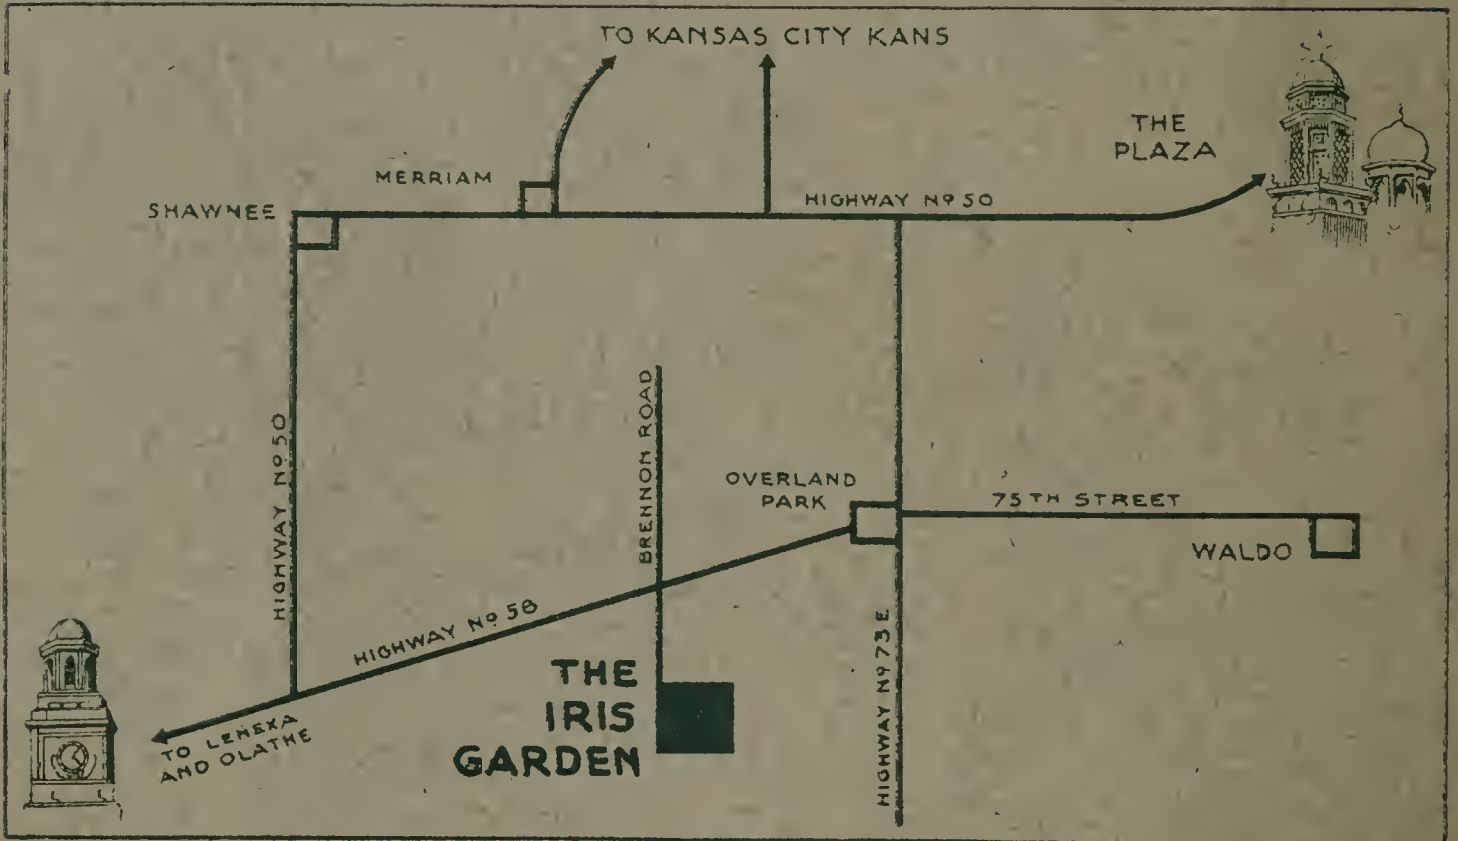 TO KANSAS CITY KANS
THE
PLAZA
MERRIAM
SHAWNEE
HIGHWAY Nº 50
HIGHWAY Nº 50
BRENNON ROAD
OVERLAND
PARK
75TH STREET
WALDO
HIGHWAY Nº 58
HIGHWAY Nº 73E
THE
IRIS
GARDEN
TO LENEXA
AND OLATHE